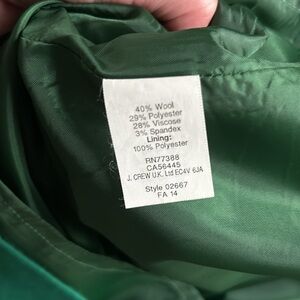 40% Wool
29% Polyester
28% Viscose
3% Spandex
Lining:
100% Polyester
RN77388
CA56445
J. CREW U.K. Ltd EC4V 6JA
Style 02667
FA 14